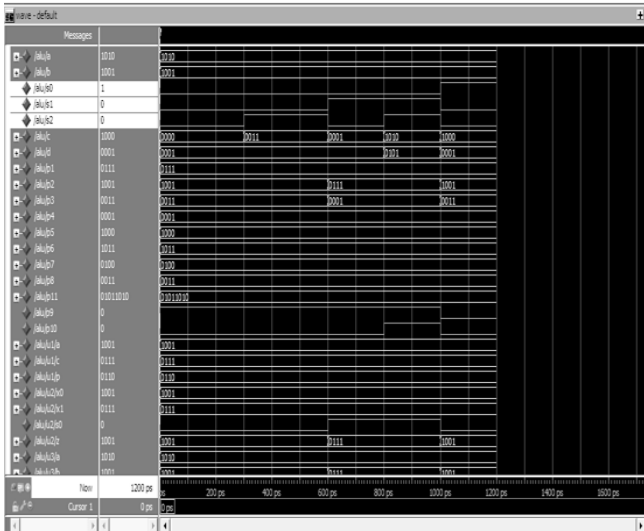 wave - default
Messages
/alu/a 1010 1010
/alu/b 1001 1001
/alu/s0 1
/alu/s1 0
/alu/s2 0
/alu/c 1000 0000 0011 0001 1010 1000
/alu/d 0001 0001 0101 0001
/alu/p1 0111 0111
/alu/p2 1001 1001 0111 1001
/alu/p3 0011 0011 0001 0011
/alu/p4 0001 0001
/alu/p5 1000 1000
/alu/p6 1011 1011
/alu/p7 0100 0100
/alu/p8 0011 0011
/alu/p11 01011010 01011010
/alu/p9 0
/alu/p10 0
/alu/u1/a 1001 1001
/alu/u1/c 0111 0111
/alu/u1/p 0110 0110
/alu/u2/x0 1001 1001
/alu/u2/x1 0111 0111
/alu/u2/s0 0
/alu/u2/z 1001 1001 0111 1001
/alu/u3/a 1010 1010
/alu/u3/b 1001 1001 0111 1001
Now 1200 ps ps 200 ps 400 ps 600 ps 800 ps 1000 ps 1200 ps 1400 ps 1600 ps
Cursor 1 0 ps 0 ps